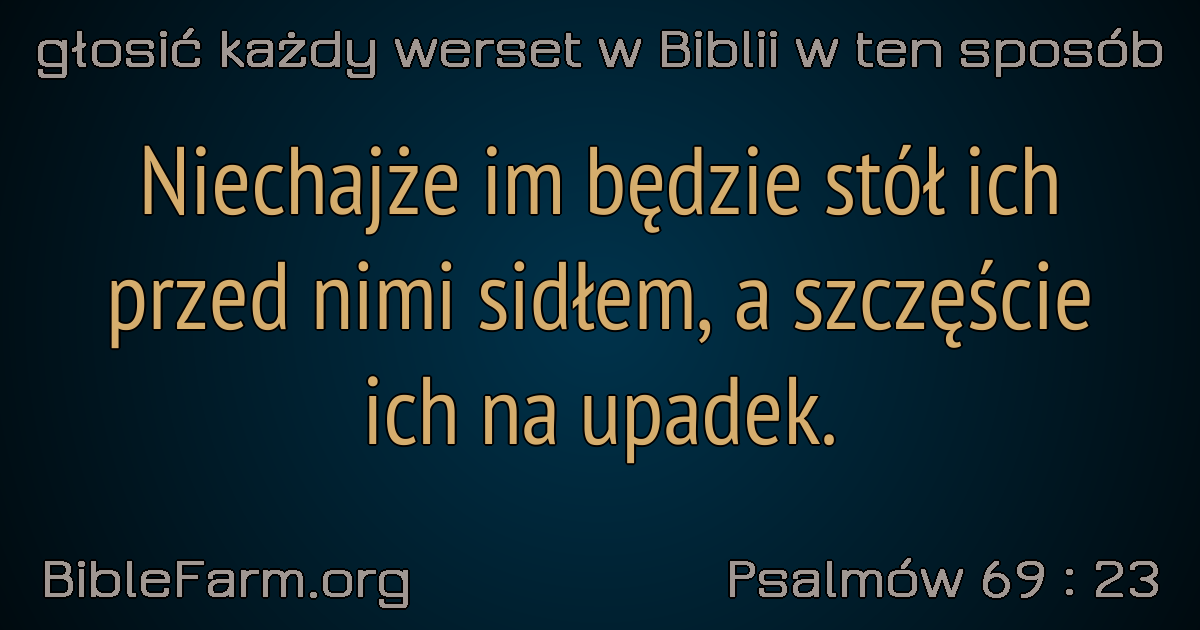 głosić każdy werset w Biblii w ten sposób
Niechajże im będzie stół ich
przed nimi sidłem, a szczęście
ich na upadek.
BibleFarm.org
Psalmów 69 : 23